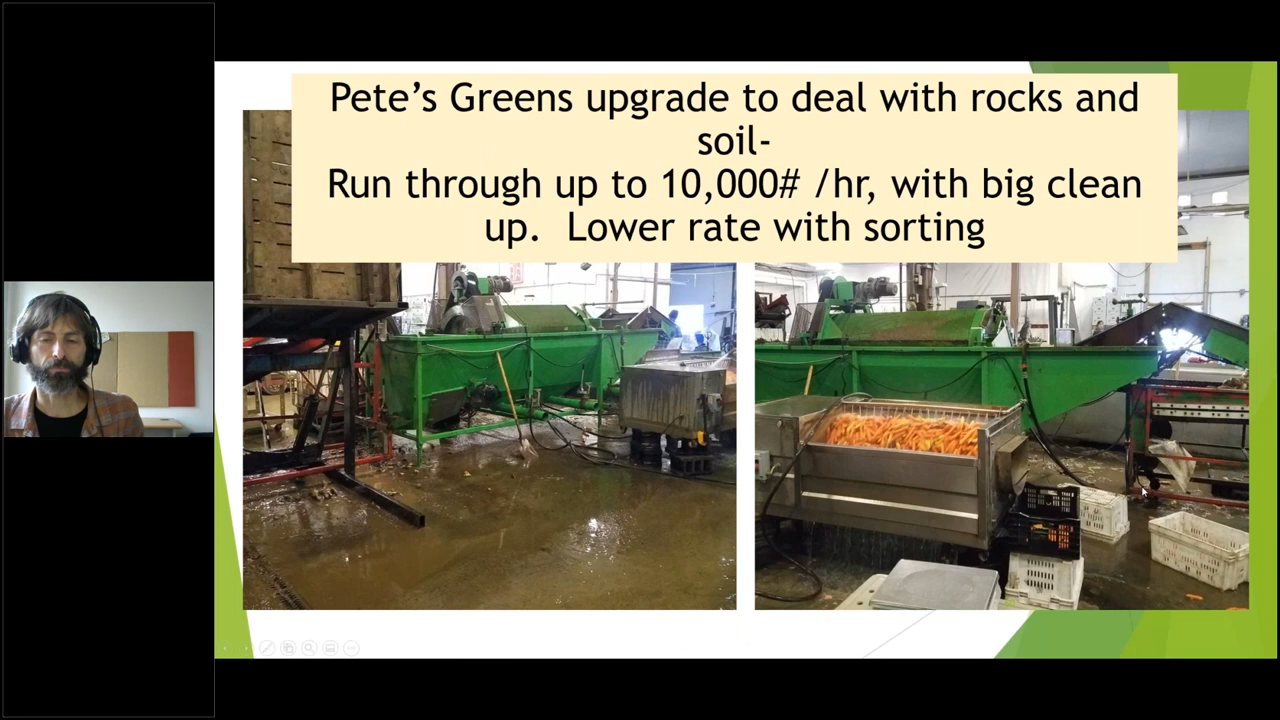 Pete’s Greens upgrade to deal with rocks and
soil-
Run through up to 10,000# /hr, with big clean
up.  Lower rate with sorting